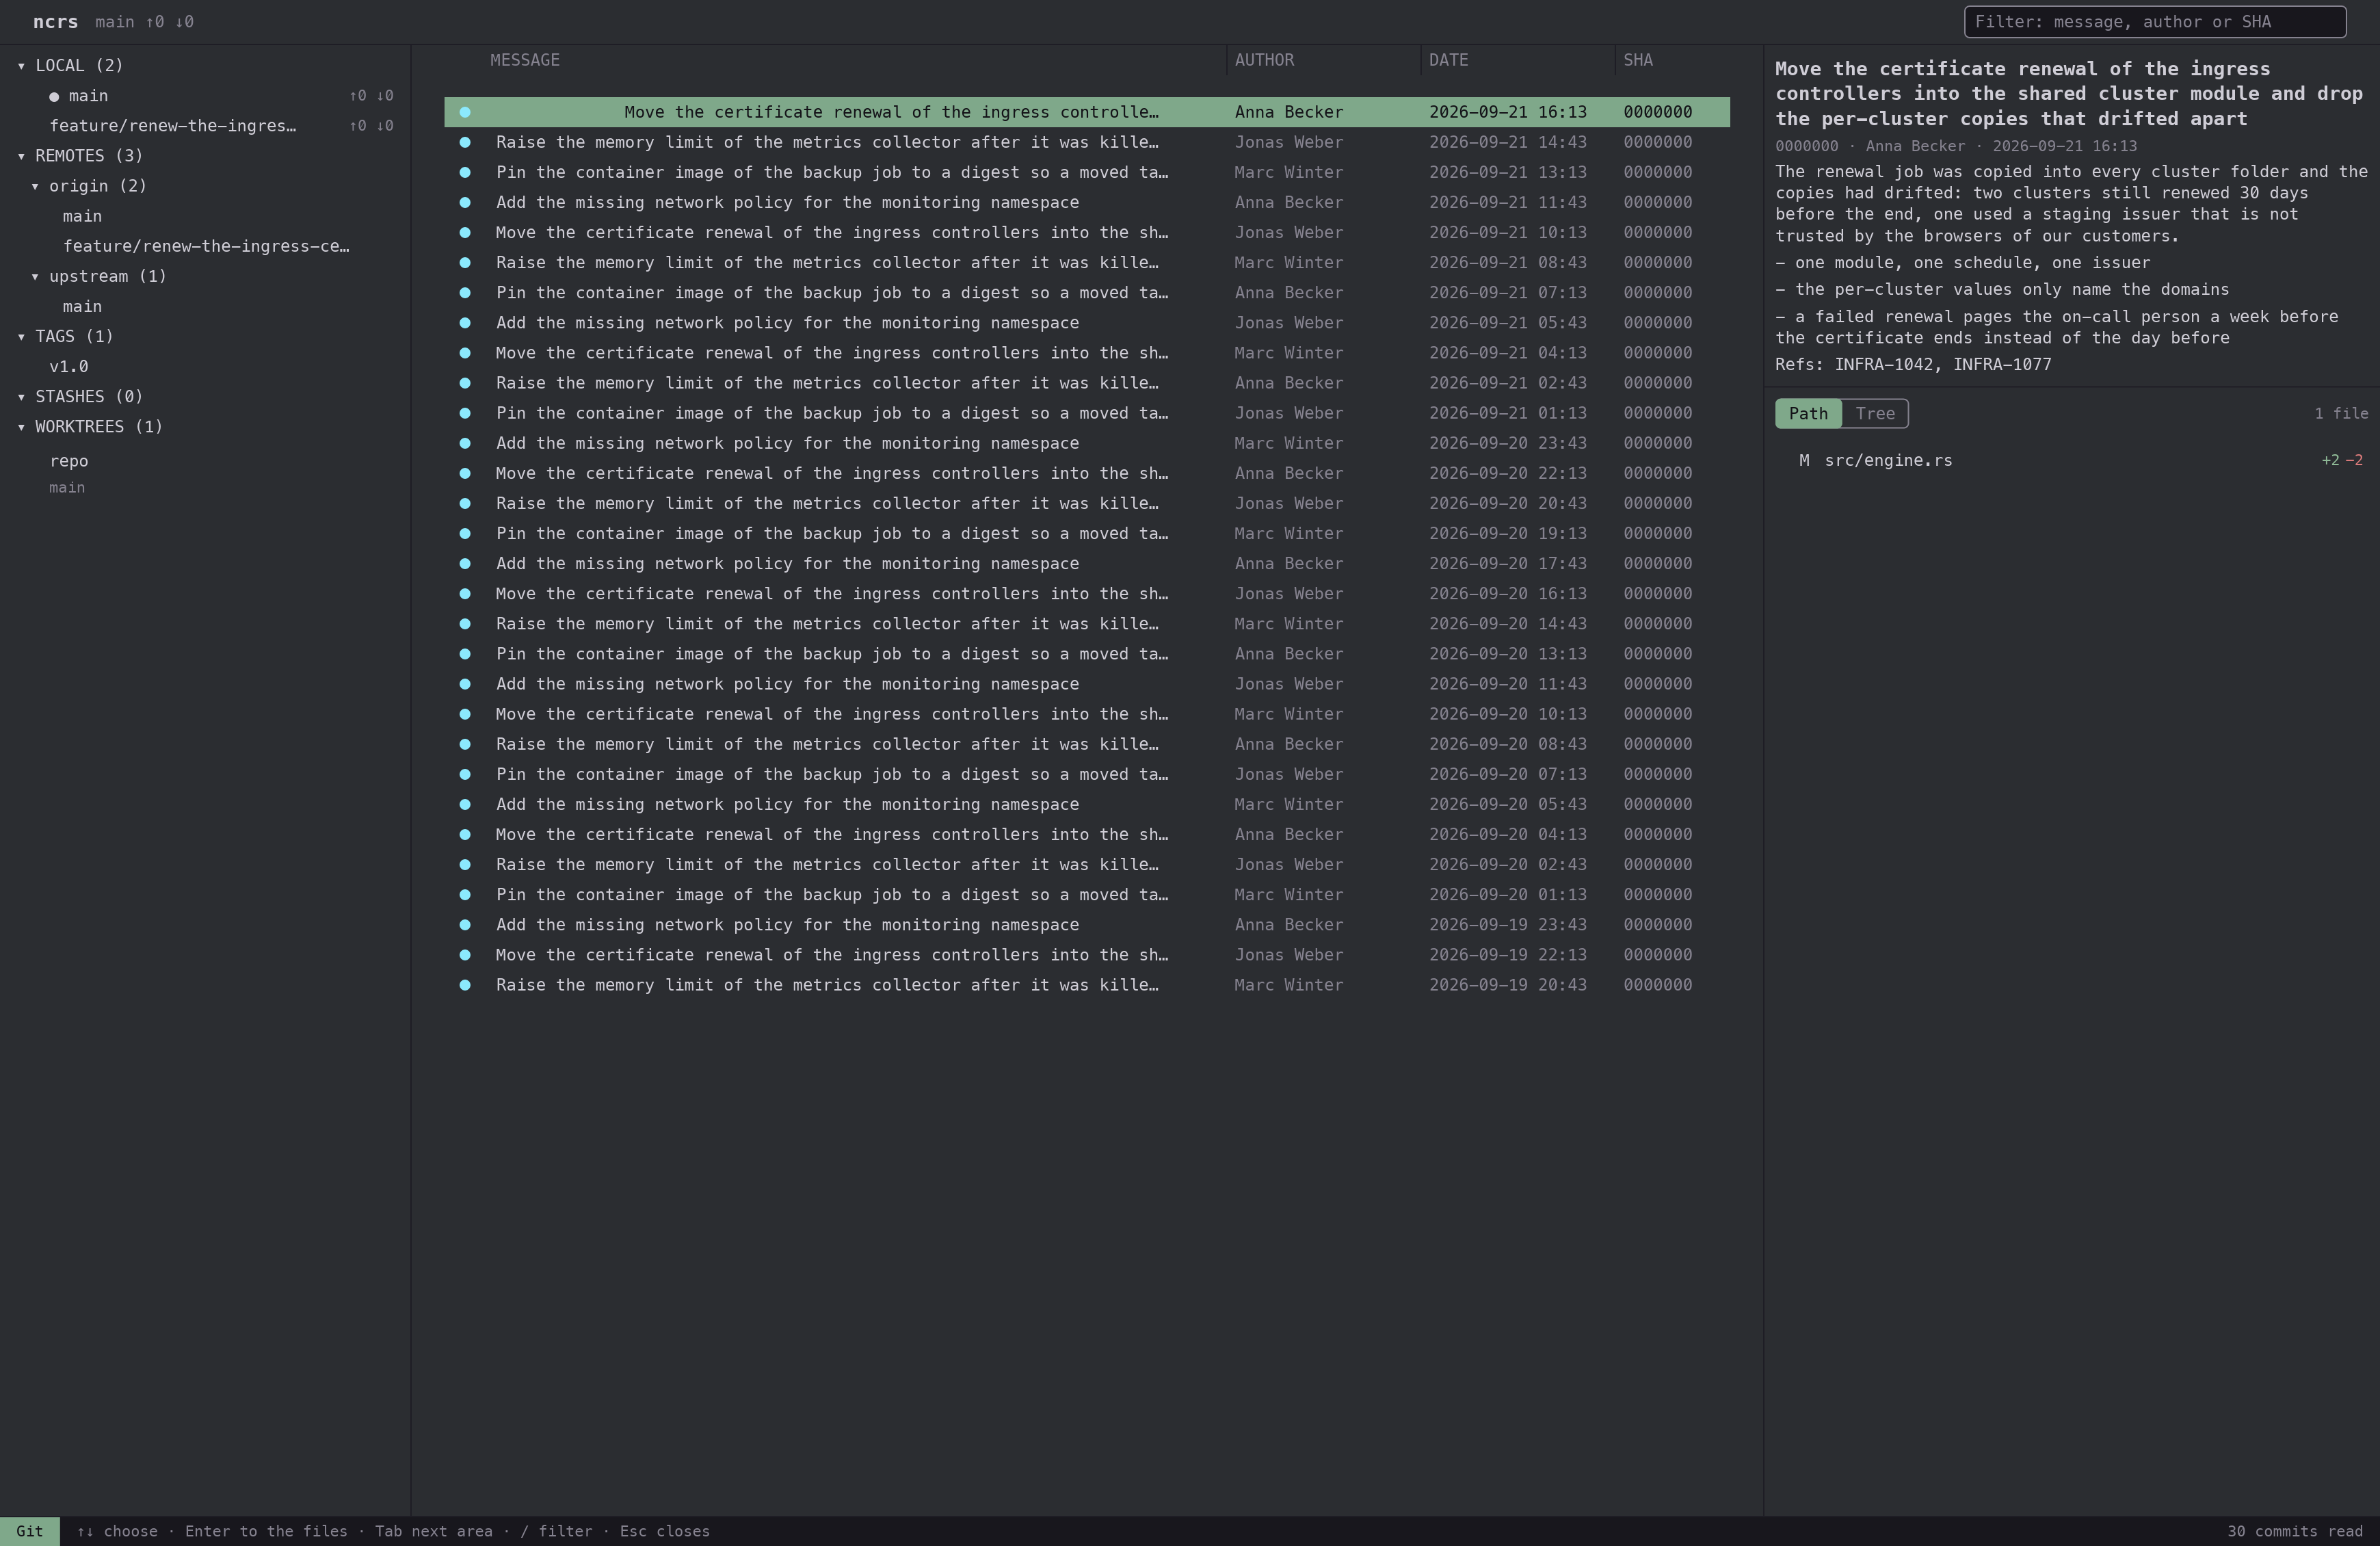 ncrs main ↑0 ↓0
Filter: message, author or SHA
▾ LOCAL (2)
● main ↑0 ↓0
feature/renew-the-ingres… ↑0 ↓0
▾ REMOTES (3)
▾ origin (2)
main
feature/renew-the-ingress-ce…
▾ upstream (1)
main
▾ TAGS (1)
v1.0
▾ STASHES (0)
▾ WORKTREES (1)
repo
main
MESSAGE AUTHOR DATE SHA
Move the certificate renewal of the ingress controlle… Anna Becker 2026-09-21 16:13 0000000
Raise the memory limit of the metrics collector after it was kille… Jonas Weber 2026-09-21 14:43 0000000
Pin the container image of the backup job to a digest so a moved ta… Marc Winter 2026-09-21 13:13 0000000
Add the missing network policy for the monitoring namespace Anna Becker 2026-09-21 11:43 0000000
Move the certificate renewal of the ingress controllers into the sh… Jonas Weber 2026-09-21 10:13 0000000
Raise the memory limit of the metrics collector after it was kille… Marc Winter 2026-09-21 08:43 0000000
Pin the container image of the backup job to a digest so a moved ta… Anna Becker 2026-09-21 07:13 0000000
Add the missing network policy for the monitoring namespace Jonas Weber 2026-09-21 05:43 0000000
Move the certificate renewal of the ingress controllers into the sh… Marc Winter 2026-09-21 04:13 0000000
Raise the memory limit of the metrics collector after it was kille… Anna Becker 2026-09-21 02:43 0000000
Pin the container image of the backup job to a digest so a moved ta… Jonas Weber 2026-09-21 01:13 0000000
Add the missing network policy for the monitoring namespace Marc Winter 2026-09-20 23:43 0000000
Move the certificate renewal of the ingress controllers into the sh… Anna Becker 2026-09-20 22:13 0000000
Raise the memory limit of the metrics collector after it was kille… Jonas Weber 2026-09-20 20:43 0000000
Pin the container image of the backup job to a digest so a moved ta… Marc Winter 2026-09-20 19:13 0000000
Add the missing network policy for the monitoring namespace Anna Becker 2026-09-20 17:43 0000000
Move the certificate renewal of the ingress controllers into the sh… Jonas Weber 2026-09-20 16:13 0000000
Raise the memory limit of the metrics collector after it was kille… Marc Winter 2026-09-20 14:43 0000000
Pin the container image of the backup job to a digest so a moved ta… Anna Becker 2026-09-20 13:13 0000000
Add the missing network policy for the monitoring namespace Jonas Weber 2026-09-20 11:43 0000000
Move the certificate renewal of the ingress controllers into the sh… Marc Winter 2026-09-20 10:13 0000000
Raise the memory limit of the metrics collector after it was kille… Anna Becker 2026-09-20 08:43 0000000
Pin the container image of the backup job to a digest so a moved ta… Jonas Weber 2026-09-20 07:13 0000000
Add the missing network policy for the monitoring namespace Marc Winter 2026-09-20 05:43 0000000
Move the certificate renewal of the ingress controllers into the sh… Anna Becker 2026-09-20 04:13 0000000
Raise the memory limit of the metrics collector after it was kille… Jonas Weber 2026-09-20 02:43 0000000
Pin the container image of the backup job to a digest so a moved ta… Marc Winter 2026-09-20 01:13 0000000
Add the missing network policy for the monitoring namespace Anna Becker 2026-09-19 23:43 0000000
Move the certificate renewal of the ingress controllers into the sh… Jonas Weber 2026-09-19 22:13 0000000
Raise the memory limit of the metrics collector after it was kille… Marc Winter 2026-09-19 20:43 0000000
Move the certificate renewal of the ingress
controllers into the shared cluster module and drop
the per-cluster copies that drifted apart
0000000 · Anna Becker · 2026-09-21 16:13
The renewal job was copied into every cluster folder and the
copies had drifted: two clusters still renewed 30 days
before the end, one used a staging issuer that is not
trusted by the browsers of our customers.
- one module, one schedule, one issuer
- the per-cluster values only name the domains
- a failed renewal pages the on-call person a week before
the certificate ends instead of the day before
Refs: INFRA-1042, INFRA-1077
Path Tree 1 file
M src/engine.rs +2 -2
Git ↑↓ choose · Enter to the files · Tab next area · / filter · Esc closes 30 commits read